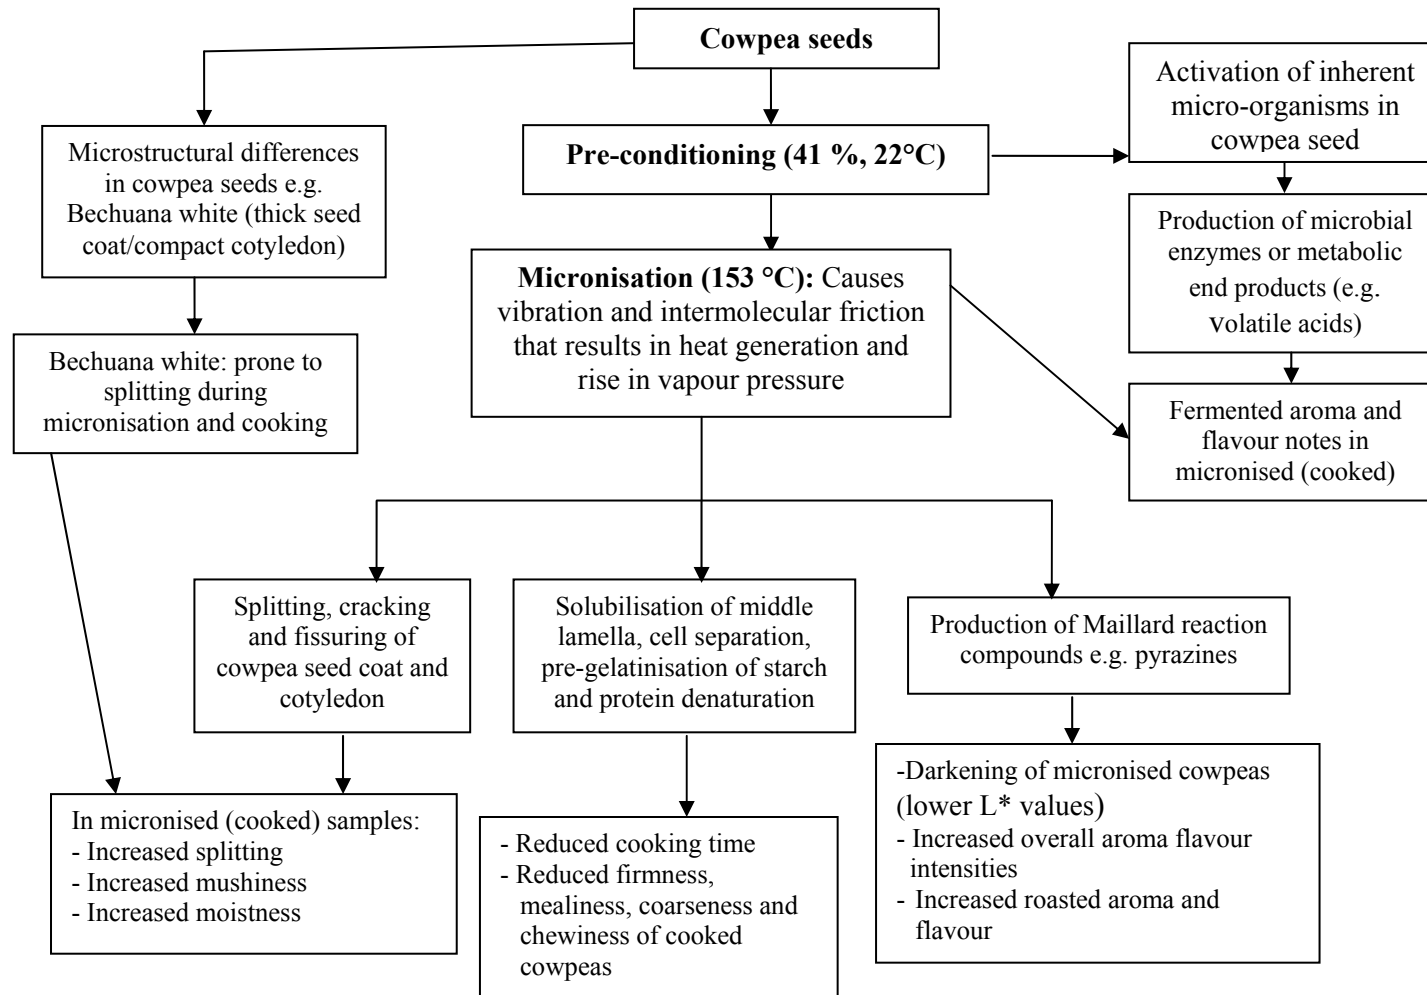 Cowpea seeds
Activation of inherent
micro-organisms in
cowpea seed
Microstructural differences
in cowpea seeds e.g.
Bechuana white (thick seed
coat/compact cotyledon)
Pre-conditioning (41 %, 22°C)
Production of microbial
enzymes or metabolic
end products (e.g.
volatile acids)
Micronisation (153 °C): Causes
vibration and intermolecular friction
that results in heat generation and
rise in vapour pressure
Bechuana white: prone to
splitting during
micronisation and cooking
Fermented aroma and
flavour notes in
micronised (cooked)
Splitting, cracking
and fissuring of
cowpea seed coat and
cotyledon
Solubilisation of middle
lamella, cell separation,
pre-gelatinisation of starch
and protein denaturation
Production of Maillard reaction
compounds e.g. pyrazines
In micronised (cooked) samples:
- Increased splitting
- Increased mushiness
- Increased moistness
- Reduced cooking time
- Reduced firmness,
mealiness, coarseness and
chewiness of cooked
cowpeas
-Darkening of micronised cowpeas
(lower L* values)
- Increased overall aroma flavour
intensities
- Increased roasted aroma and
flavour